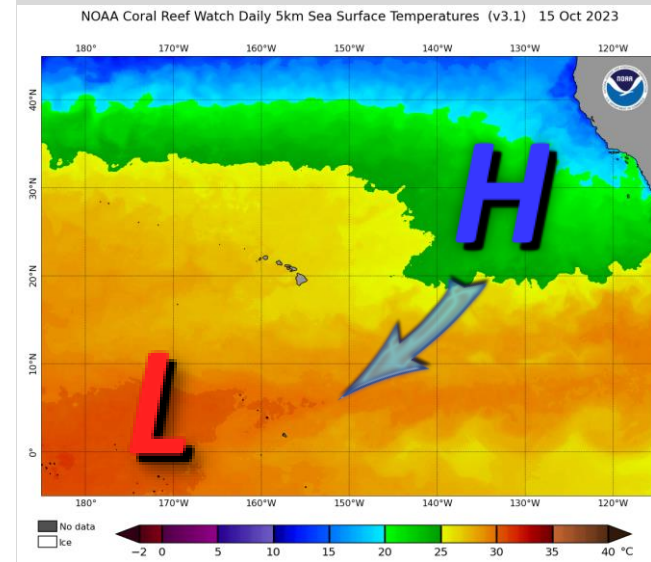 NOAA Coral Reef Watch Daily 5km Sea Surface Temperatures (v3.1) 15 Oct 2023
180° 170°W 160°W 150°W 140°W 130°W 120°W
NOAA
40°N
30°N
20°N
10°N
0°
H
L
180° 170°W 160°W 150°W 140°W 130°W 120°W
No data
Ice
−2 0 5 10 15 20 25 30 35 40 °C